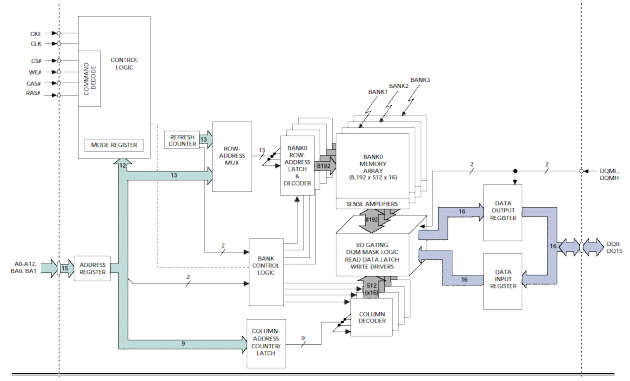 CKE
CLK
CS#
WE#
CAS#
RAS#
COMMAND
DECODE
CONTROL
LOGIC
MODE REGISTER
12
REFRESH
COUNTER
13
ROW-
ADDRESS
MUX
13
13
BANK0
ROW-
ADDRESS
LATCH
&
DECODER
8192
BANK1
BANK2
BANK3
BANK0
MEMORY
ARRAY
(8,192 x 512 x 16)
SENSE AMPLIFIERS
8192
I/O GATING
DQM MASK LOGIC
READ DATA LATCH
WRITE DRIVERS
512
(x16)
COLUMN
DECODER
2
2
DQML,
DQMH
16
DATA
OUTPUT
REGISTER
16
DQ0-
DQ15
16
DATA
INPUT
REGISTER
A0-A12,
BA0, BA1
15
ADDRESS
REGISTER
2
2
BANK
CONTROL
LOGIC
9
COLUMN-
ADDRESS
COUNTER/
LATCH
9